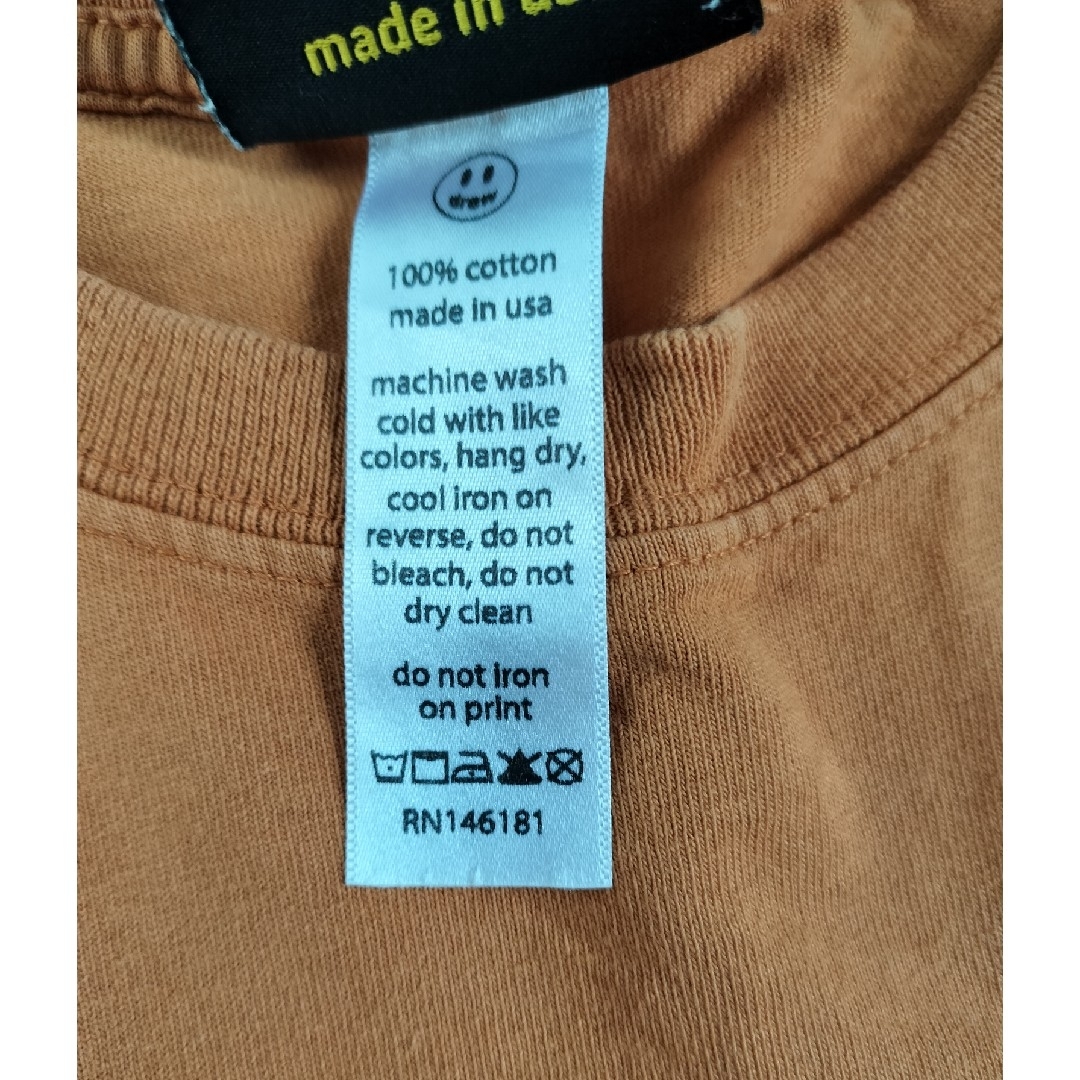 made in
drew
100% cotton
made in usa
machine wash
cold with like
colors, hang dry,
cool iron on
reverse, do not
bleach, do not
dry clean
do not iron
on print
RN146181